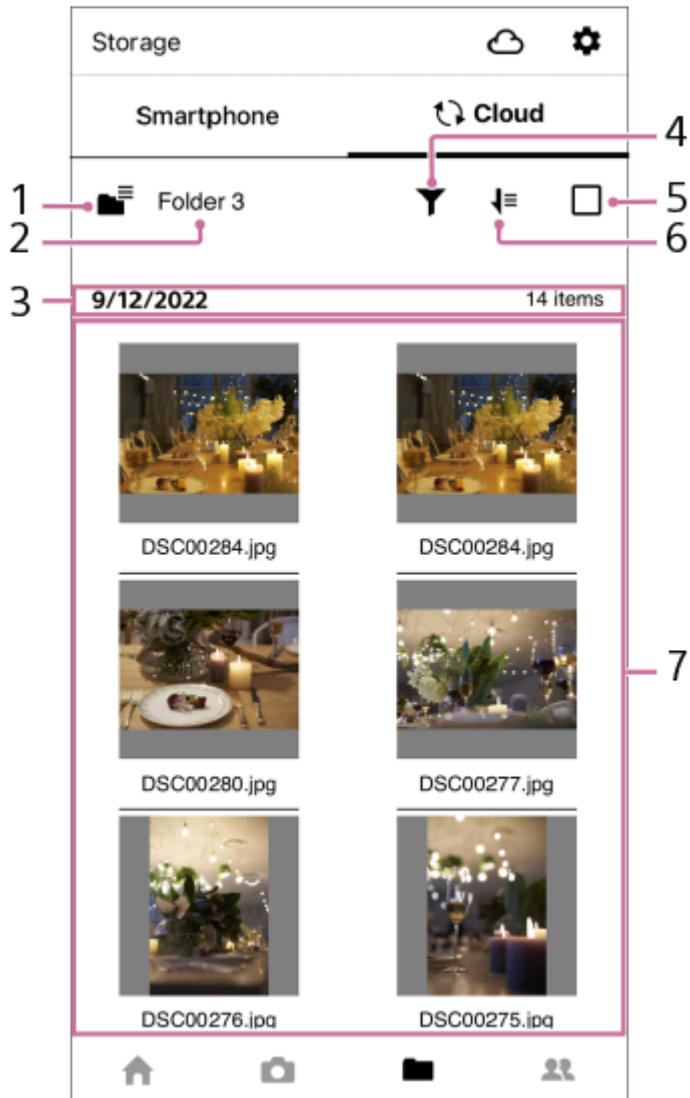 Storage
Smartphone Cloud
4
1 Folder 3 5
2 6
3 9/12/2022 14 items
DSC00284.jpg DSC00284.jpg
7
DSC00280.jpg DSC00277.jpg
DSC00276.jpg DSC00275.jpg